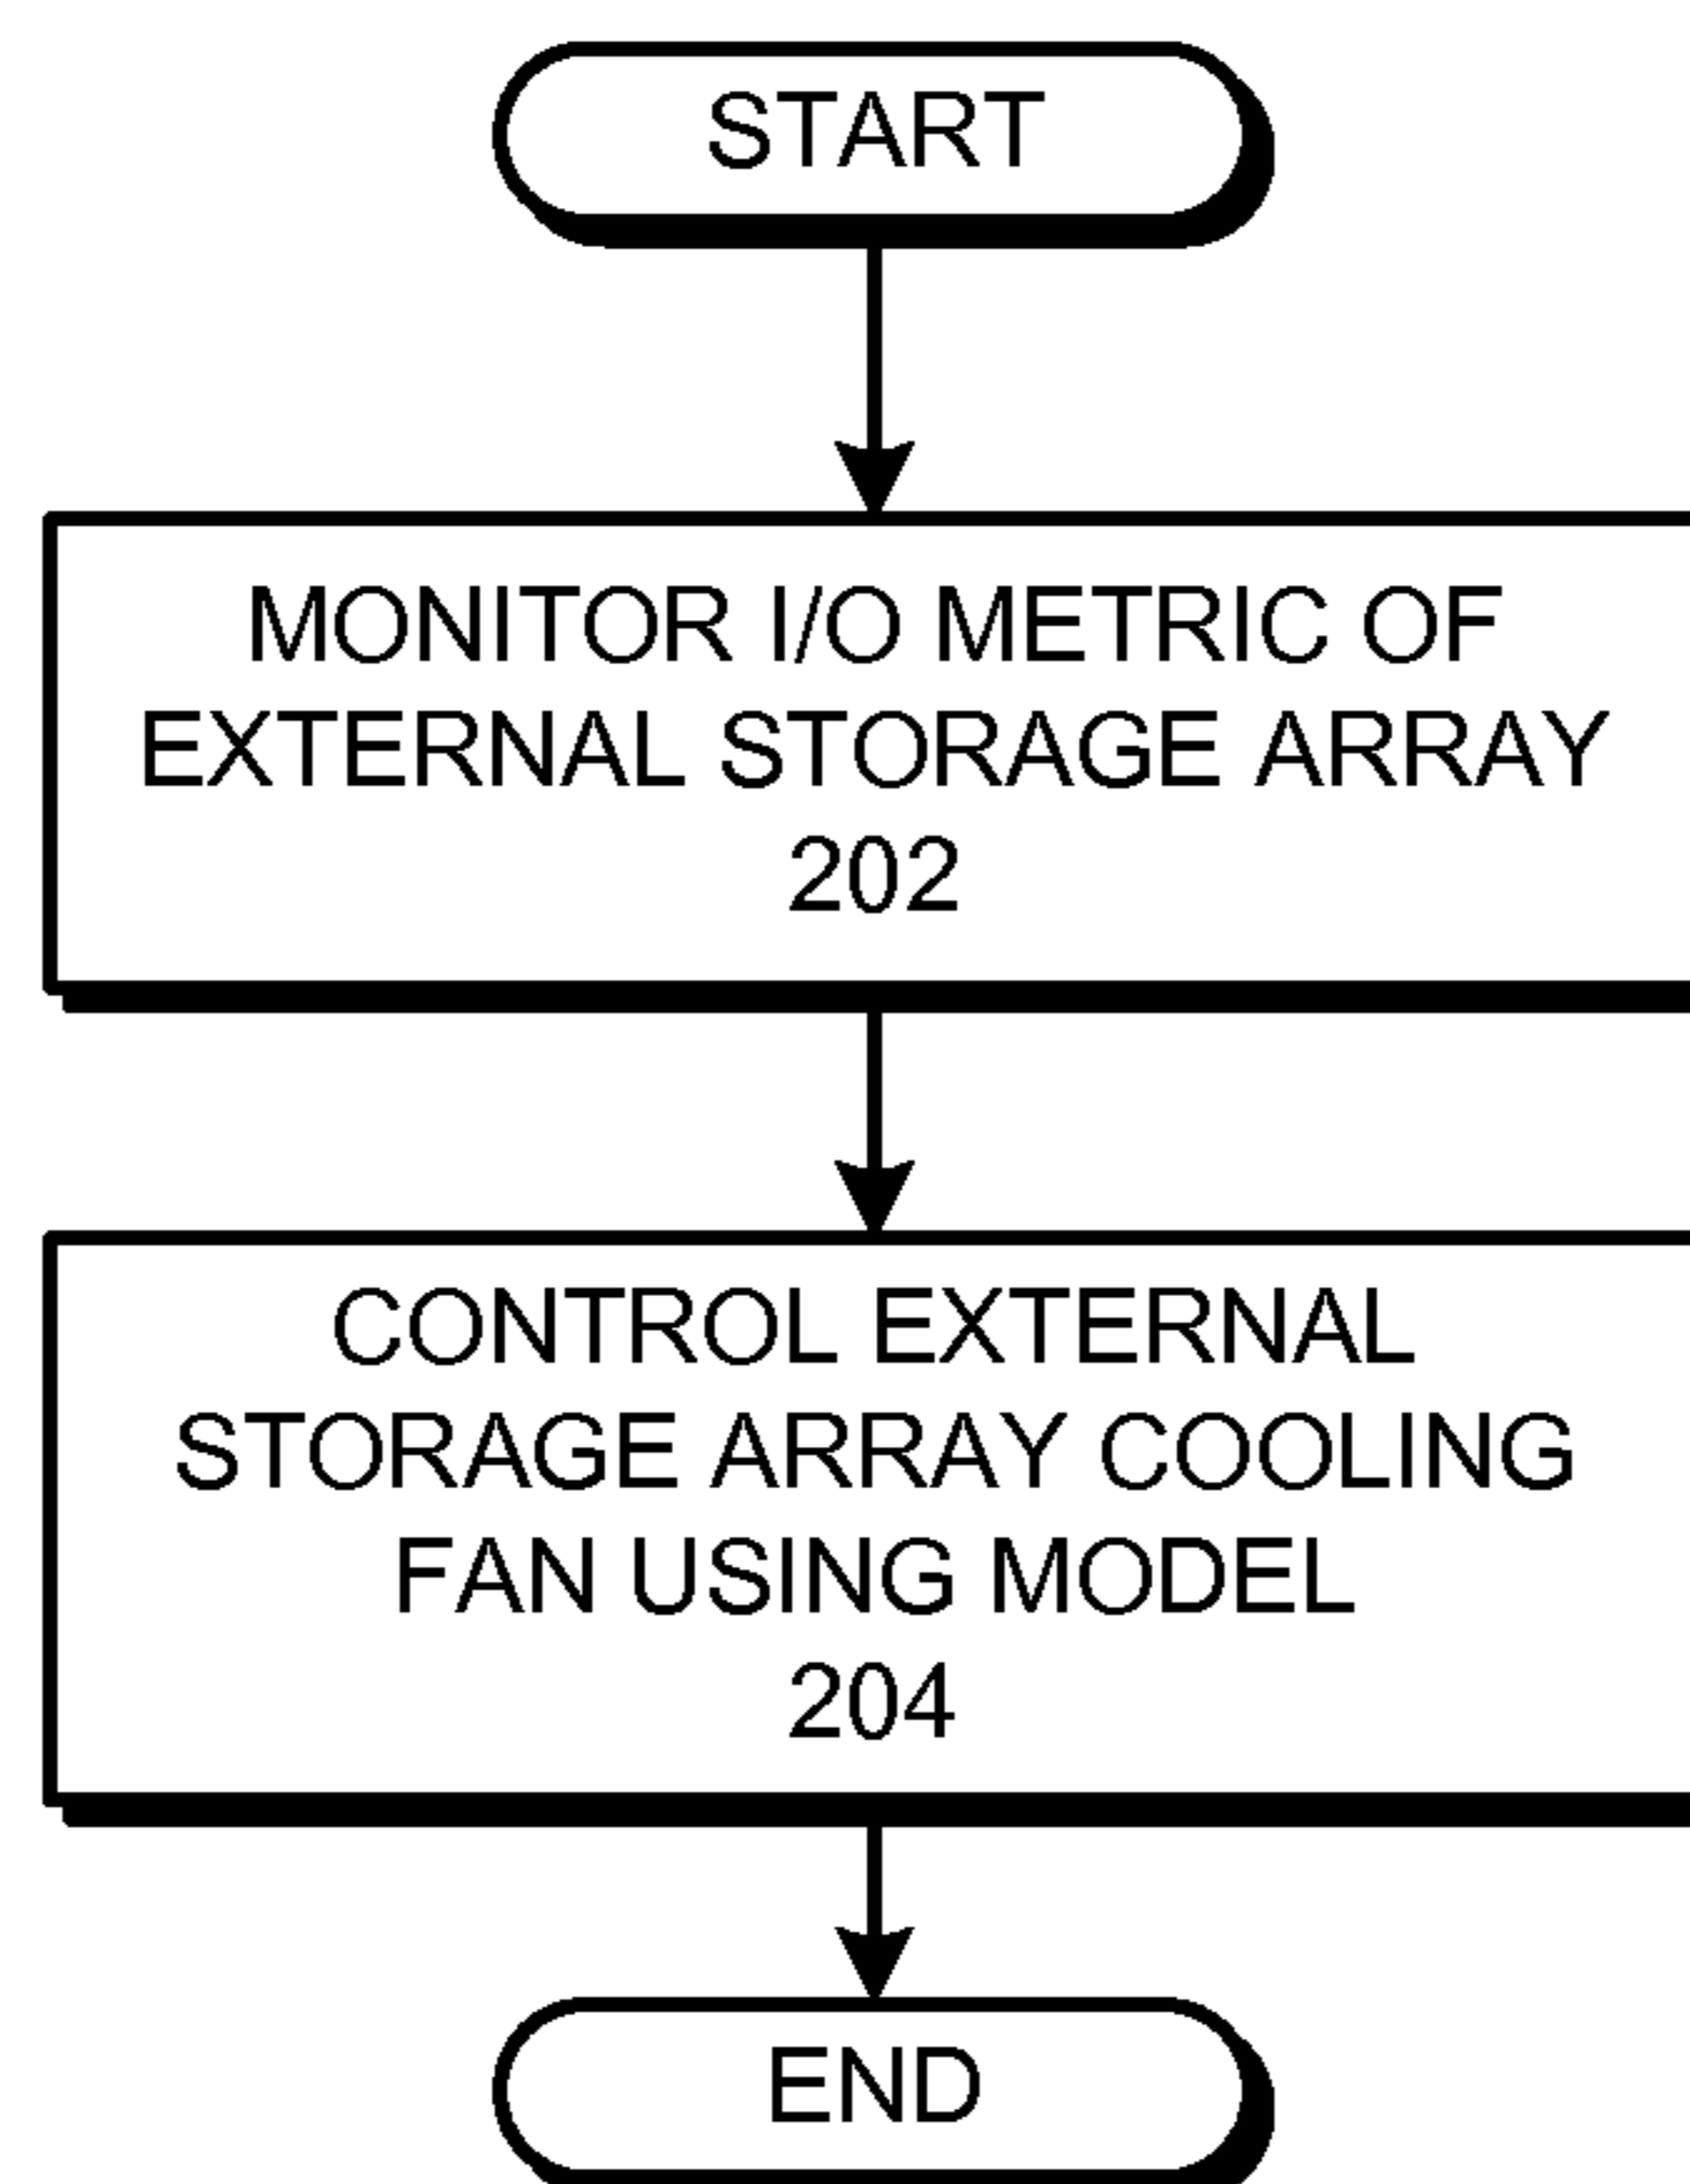 START
MONITOR I/O METRIC OF
EXTERNAL STORAGE ARRAY
202
CONTROL EXTERNAL
STORAGE ARRAY COOLING
FAN USING MODEL
204
END